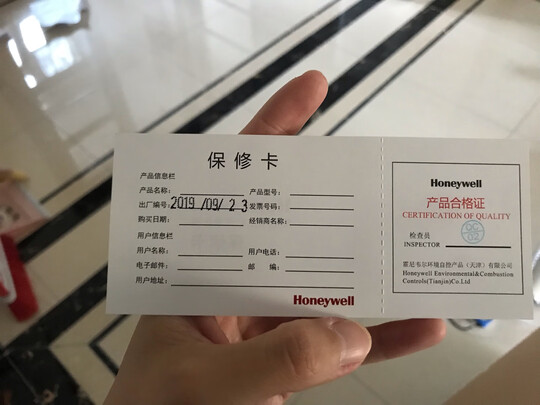 保修卡
产品信息栏
产品名称: 产品型号:
出厂编号: 2019/09/23 发票号码:
购买日期: 经销商名称:
用户信息栏
用户名称: 用户电话:
电子邮件: 邮 编:
用户地址:
Honeywell
Honeywell
产品合格证
CERTIFICATION OF QUALITY
检查员
INSPECTOR
霍尼韦尔环境自控产品(天津)有限公司
Honeywell Environmental&Combustion
Controls(Tianjin)Co.Ltd